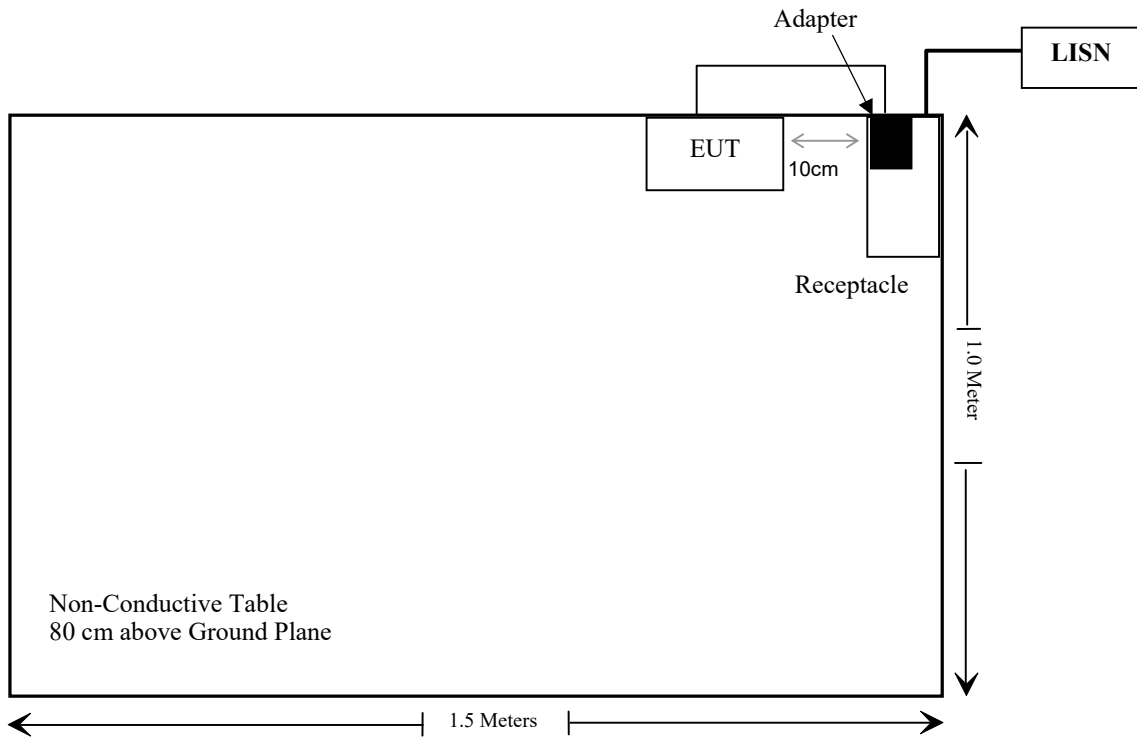 Adapter
LISN
EUT
10cm
Receptacle
1.0 Meter
Non-Conductive Table
80 cm above Ground Plane
1.5 Meters